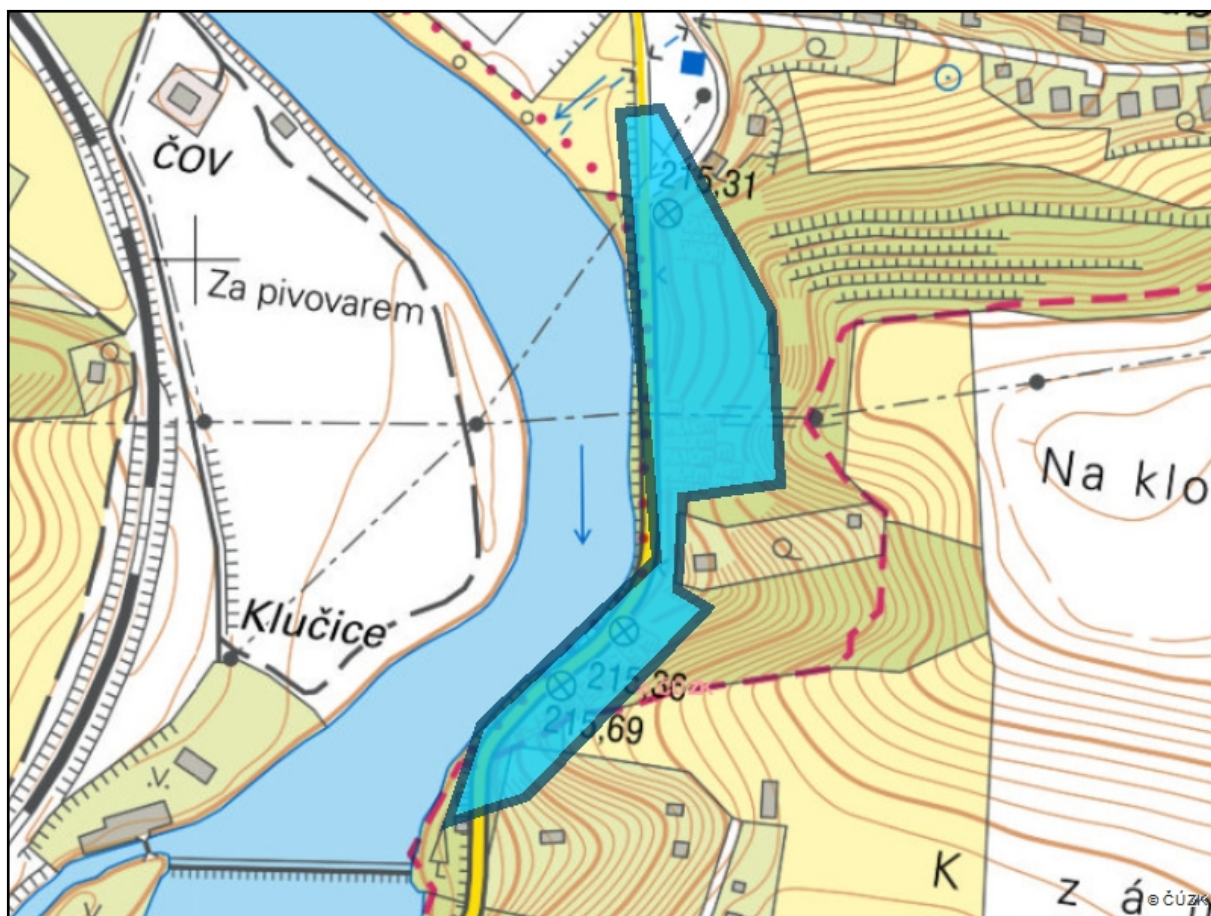 ČOV
215,31
Za pivovarem
Na klo
Klučice
215,36
215,69
K
z á
© ČÚZK